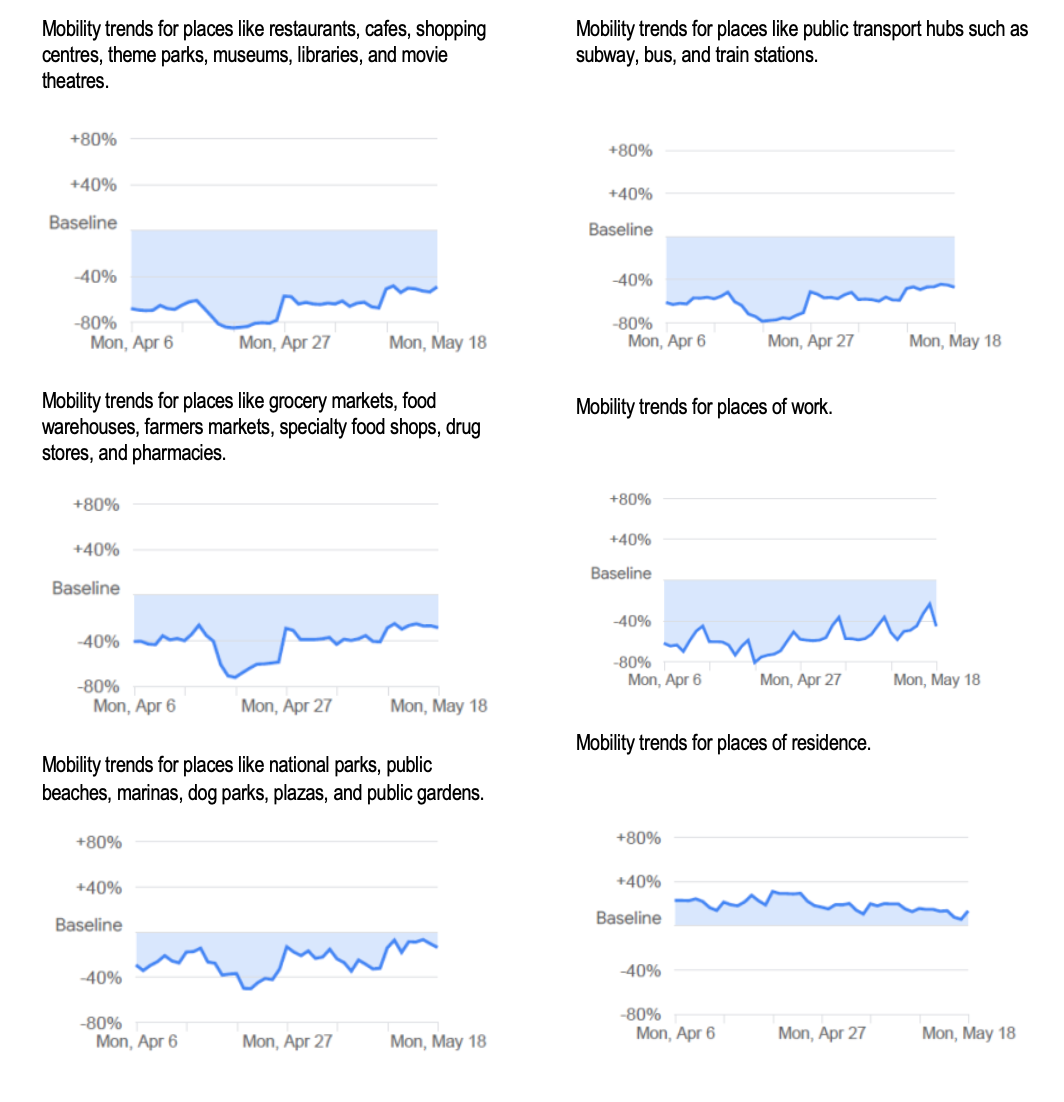 Mobility trends for places like restaurants, cafes, shopping
centres, theme parks, museums, libraries, and movie
theatres.
+80%
+40%
Baseline
-40%
-80%
Mon, Apr 6 Mon, Apr 27 Mon, May 18
Mobility trends for places like grocery markets, food
warehouses, farmers markets, specialty food shops, drug
stores, and pharmacies.
+80%
+40%
Baseline
-40%
-80%
Mon, Apr 6 Mon, Apr 27 Mon, May 18
Mobility trends for places like national parks, public
beaches, marinas, dog parks, plazas, and public gardens.
+80%
+40%
Baseline
-40%
-80%
Mon, Apr 6 Mon, Apr 27 Mon, May 18
Mobility trends for places like public transport hubs such as
subway, bus, and train stations.
+80%
+40%
Baseline
-40%
-80%
Mon, Apr 6 Mon, Apr 27 Mon, May 18
Mobility trends for places of work.
+80%
+40%
Baseline
-40%
-80%
Mon, Apr 6 Mon, Apr 27 Mon, May 18
Mobility trends for places of residence.
+80%
+40%
Baseline
-40%
-80%
Mon, Apr 6 Mon, Apr 27 Mon, May 18